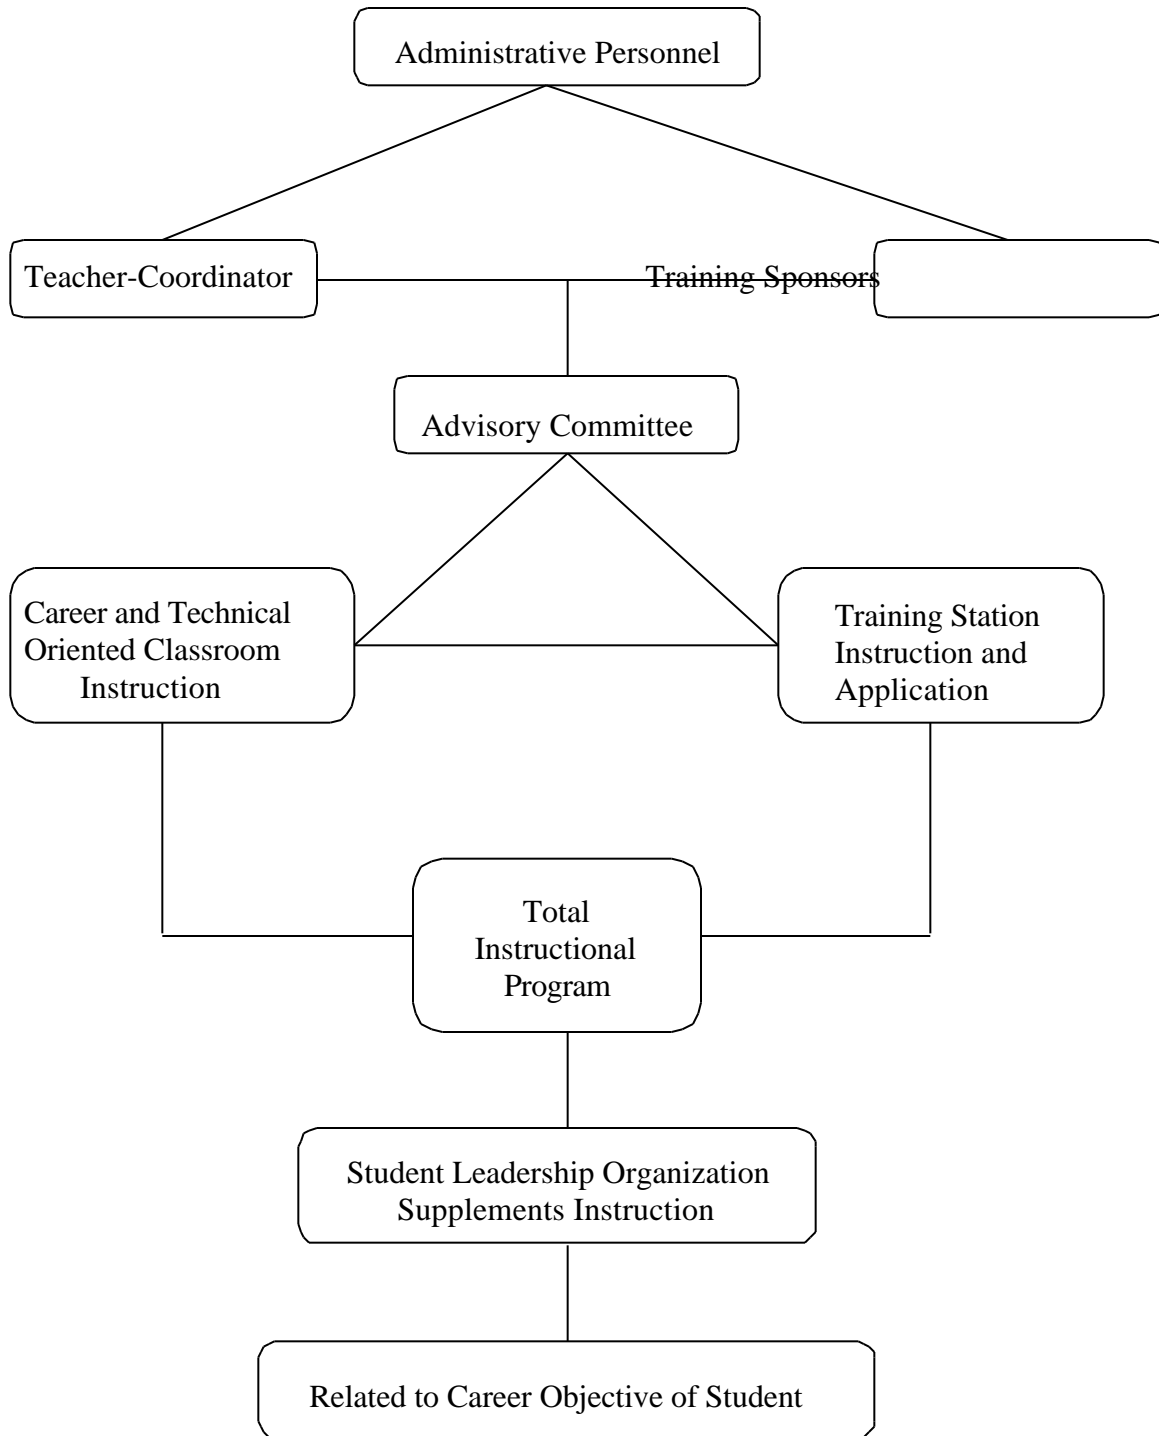 Administrative Personnel
Teacher-Coordinator
Training Sponsors
Advisory Committee
Career and Technical
Oriented Classroom
Instruction
Training Station
Instruction and
Application
Total
Instructional
Program
Student Leadership Organization
Supplements Instruction
Related to Career Objective of Student